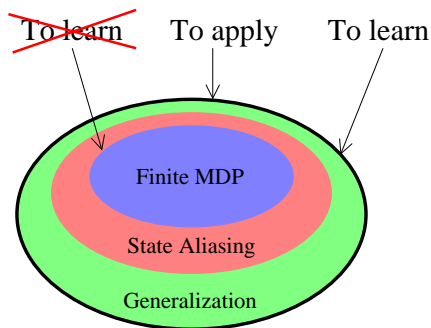 To learn To apply To learn
Finite MDP
State Aliasing
Generalization